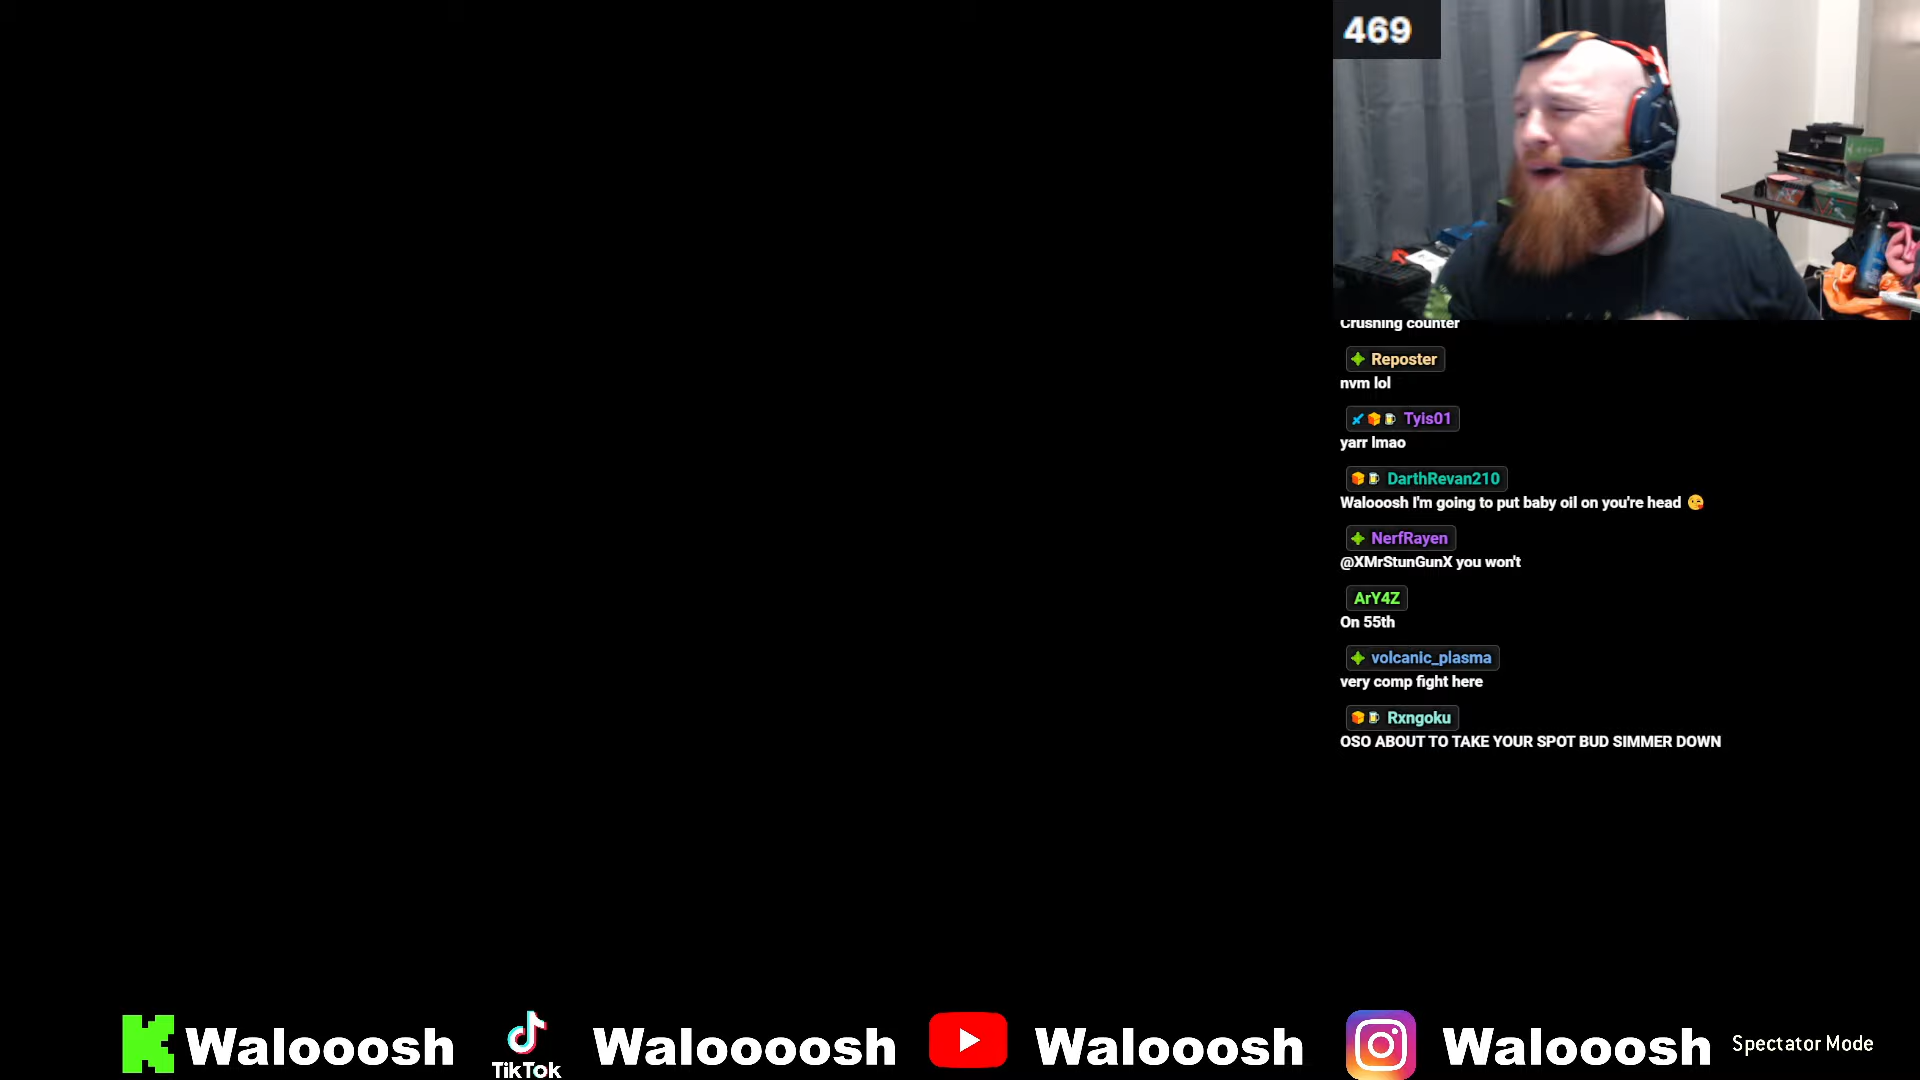 469
Crushing counter
Reposter
nvm lol
Tyis01
yarr lmao
DarthRevan210
Walooosh I'm going to put baby oil on you're head 😘
NerfRayen
@XMrStunGunX you won't
ArY4Z
On 55th
volcanic_plasma
very comp fight here
Rxngoku
OSO ABOUT TO TAKE YOUR SPOT BUD SIMMER DOWN
Walooosh
TikTok
Waloooosh
Walooosh
Walooosh
Spectator Mode